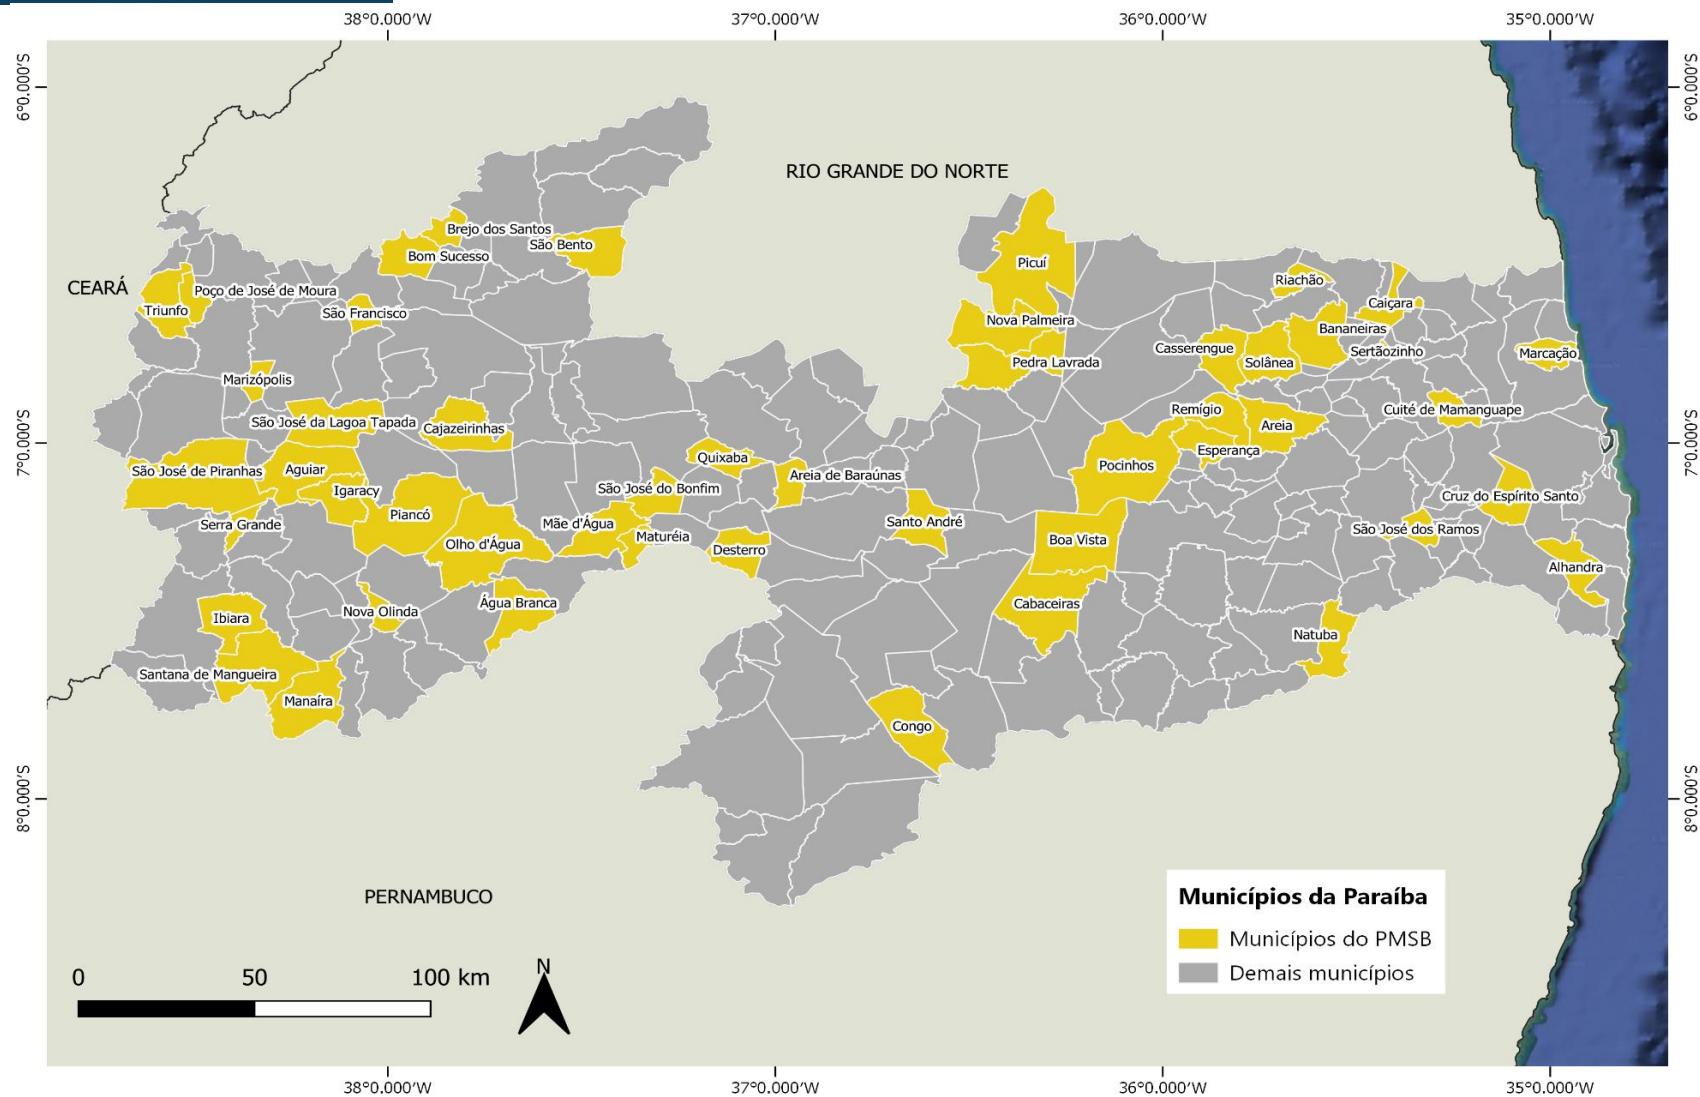 38°0.000′W
37°0.000′W
36°0.000′W
35°0.000′W
6°0.000′S
6°0.000′S
RIO GRANDE DO NORTE
Brejo dos Santos
São Bento
Bom Sucesso
Picuí
CEARÁ
Poço de José de Moura
Riachão
Triunfo
São Francisco
Caiçara
Nova Palmeira
Bananeiras
Casserengue
Sertãozinho
Marcação
Pedra Lavrada
Solânea
Marizópolis
São José da Lagoa Tapada
Cajazeirinhas
Remígio
Cuité de Mamanguape
Areia
7°0.000′S
7°0.000′S
Esperança
Quixaba
São José de Piranhas
Aguiar
Pocinhos
Areia de Baraúnas
Igaracy
São José do Bonfim
Cruz do Espírito Santo
Piancó
Serra Grande
Mãe d'Água
Santo André
São José dos Ramos
Maturéia
Olho d'Água
Desterro
Boa Vista
Alhandra
Água Branca
Cabaceiras
Nova Olinda
Ibiara
Natuba
Santana de Mangueira
Manaíra
Congo
8°0.000′S
8°0.000′S
PERNAMBUCO
Municípios da Paraíba
Municípios do PMSB
Demais municípios
0 50 100 km
N
38°0.000′W
37°0.000′W
36°0.000′W
35°0.000′W